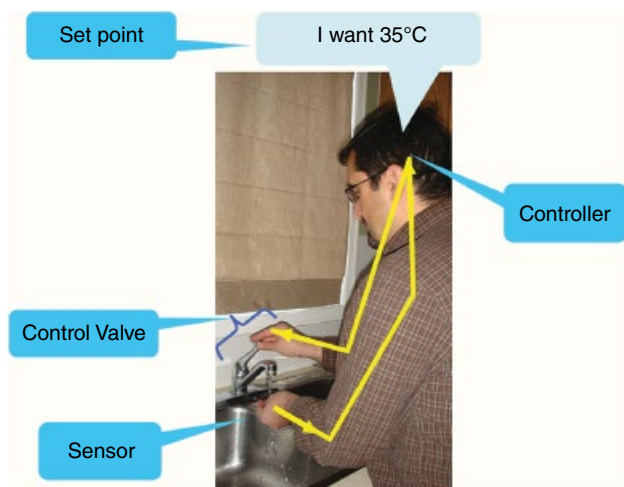 Set point
I want 35°C
Controller
Control Valve
Sensor